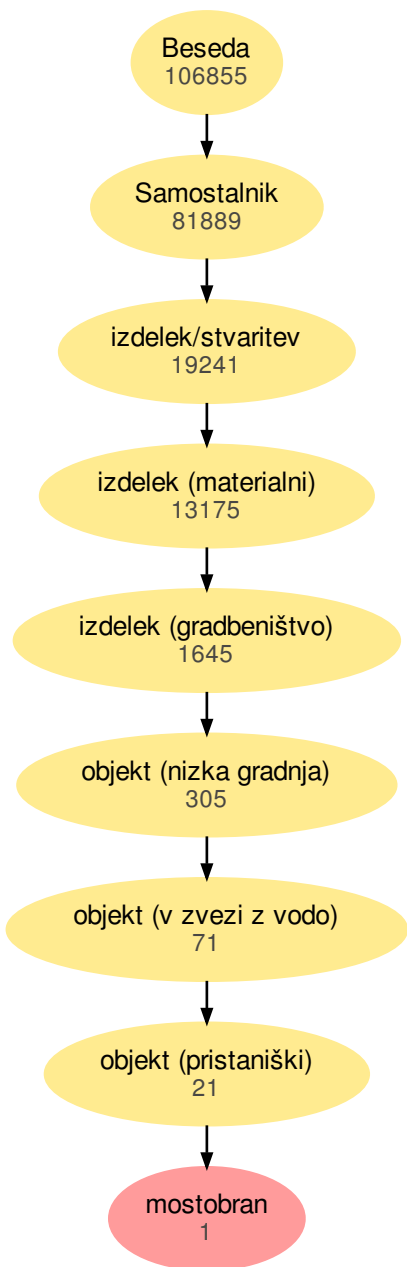 Beseda
106855
Samostalnik
81889
izdelek/stvaritev
19241
izdelek (materialni)
13175
izdelek (gradbeništvo)
1645
objekt (nizka gradnja)
305
objekt (v zvezi z vodo)
71
objekt (pristaniški)
21
mostobran
1